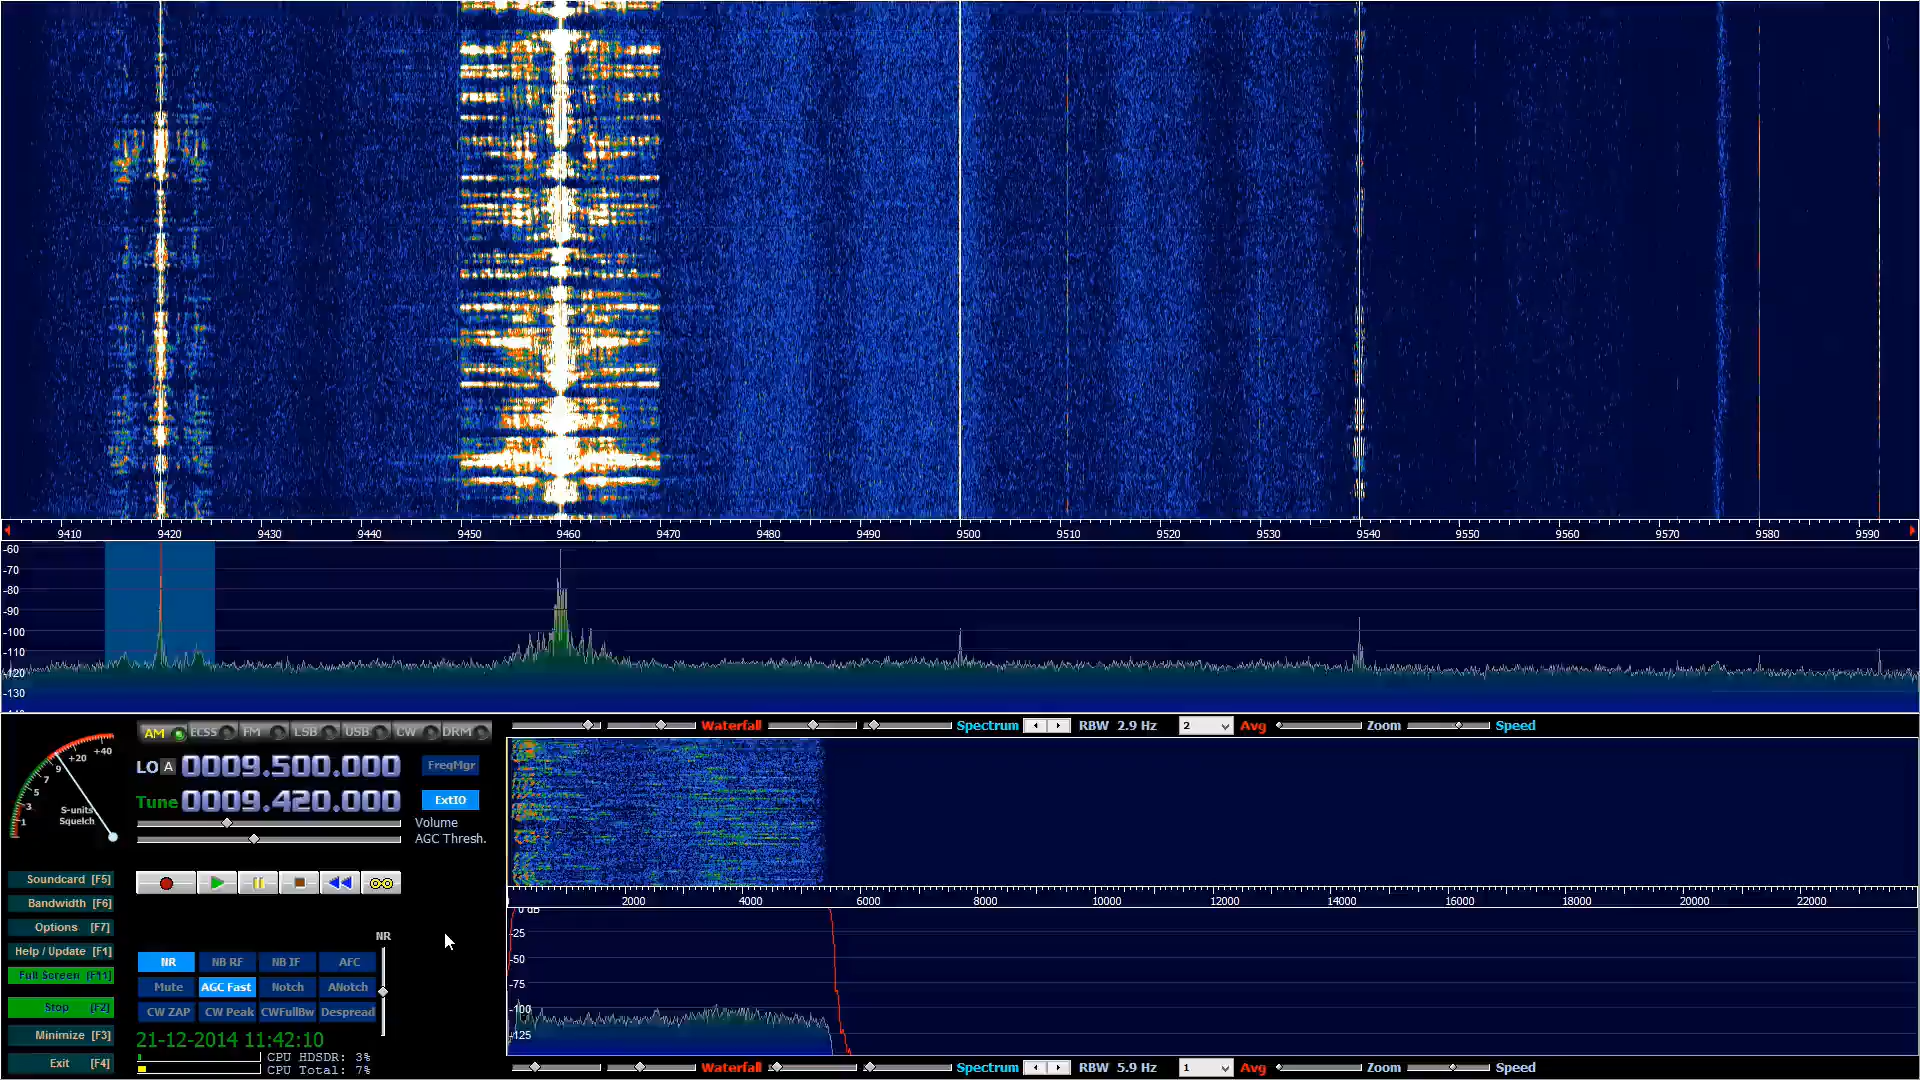 9410 9420 9430 9440 9450 9460 9470 9480 9490 9500 9510 9520 9530 9540 9550 9560 9570 9580 9590
-60
-70
-80
-90
-100
-110
-120
-130
Waterfall Spectrum RBW 2.9 Hz 2 Avg Zoom Speed
AM ECSS FM LSB USB CW DRM
+40
+20
9
7
5
3
1
S-units
Squelch
LO A 0009.500.000 FreqMgr
Tune 0009.420.000 ExtIO
Volume
AGC Thresh.
Soundcard [F5]
Bandwidth [F6]
Options [F7]
Help / Update [F1]
Full Screen [F11]
Stop [F2]
Minimize [F3]
Exit [F4]
NR
NR NB RF NB IF AFC
Mute AGC Fast Notch ANotch
CW ZAP CW Peak CWFullBw Despread
21-12-2014 11:42:10
CPU HDSDR: 3%
CPU Total: 7%
2000 4000 6000 8000 10000 12000 14000 16000 18000 20000 22000
0 dB
-25
-50
-75
-100
-125
Waterfall Spectrum RBW 5.9 Hz 1 Avg Zoom Speed